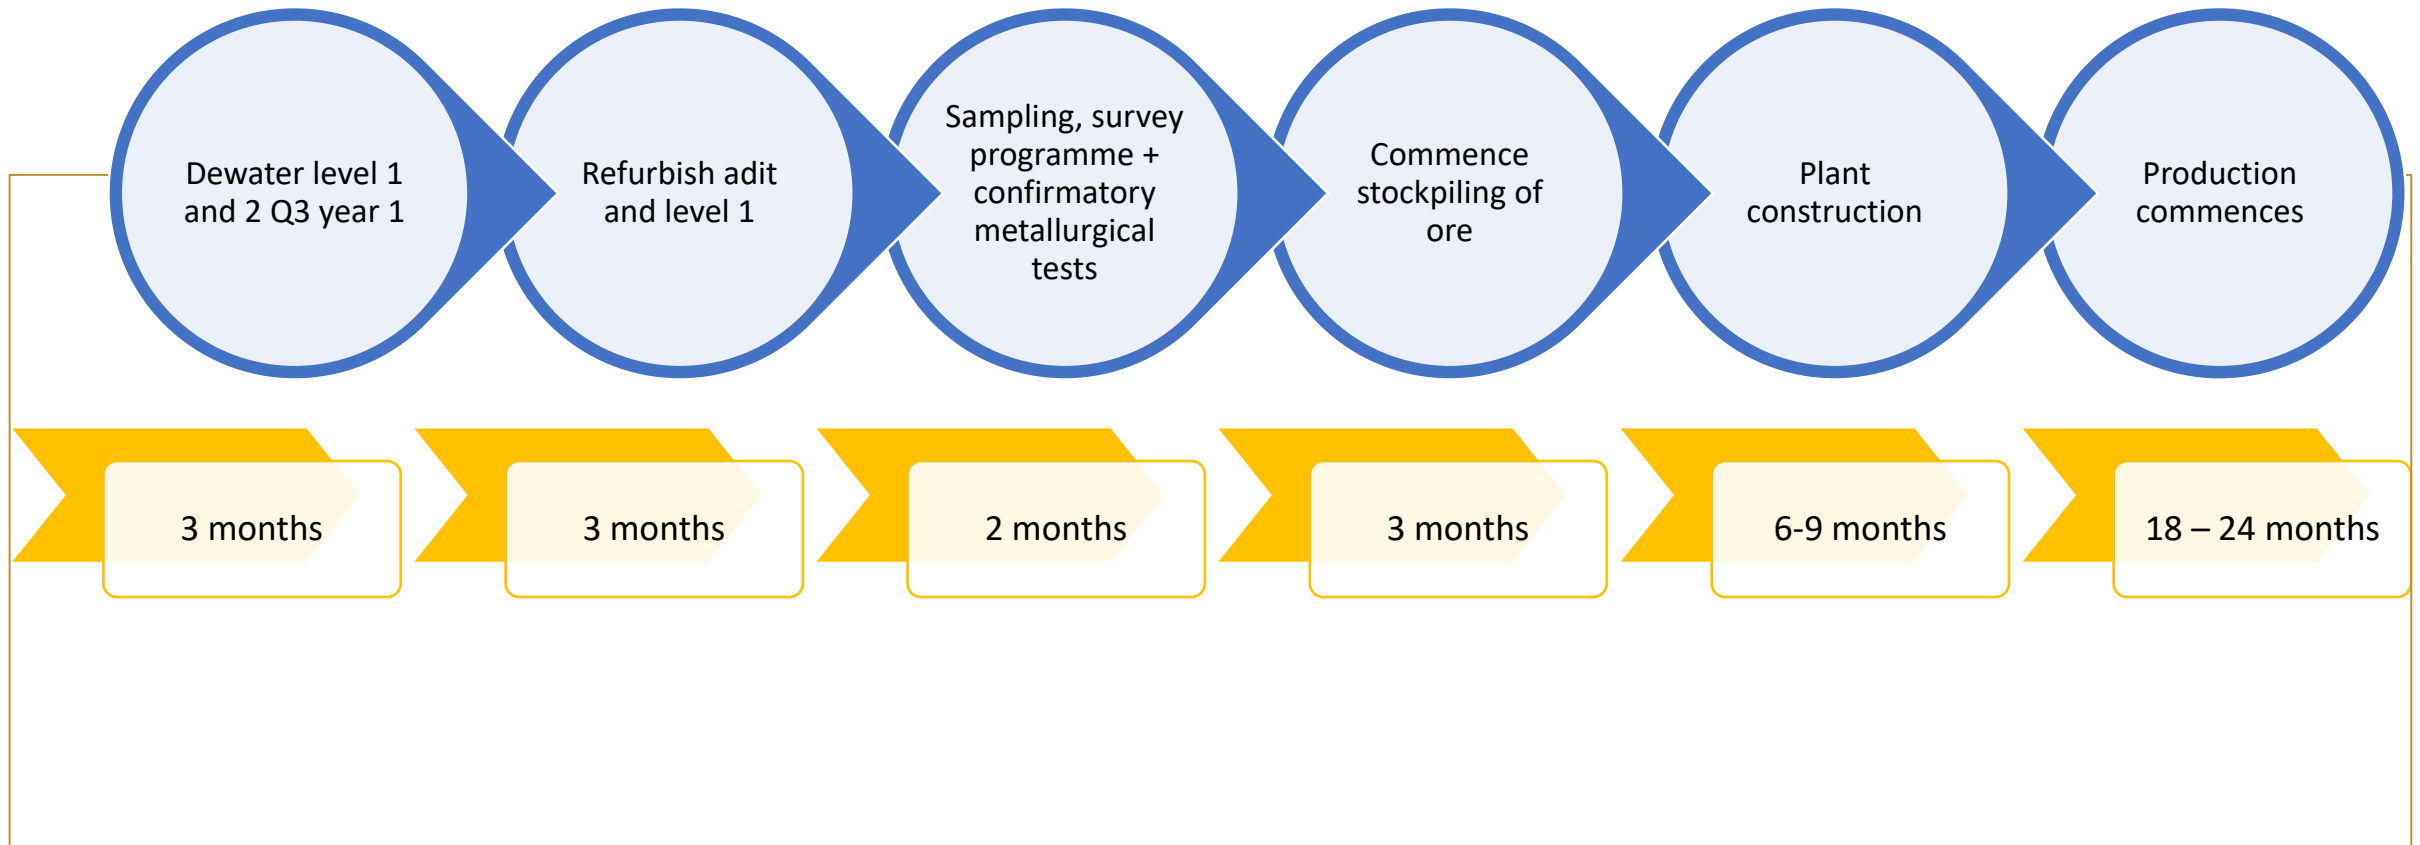 Dewater level 1
and 2 Q3 year 1
Refurbish adit
and level 1
Sampling, survey
programme +
confirmatory
metallurgical
tests
Commence
stockpiling of
ore
Plant
construction
Production
commences
3 months
3 months
2 months
3 months
6-9 months
18 – 24 months